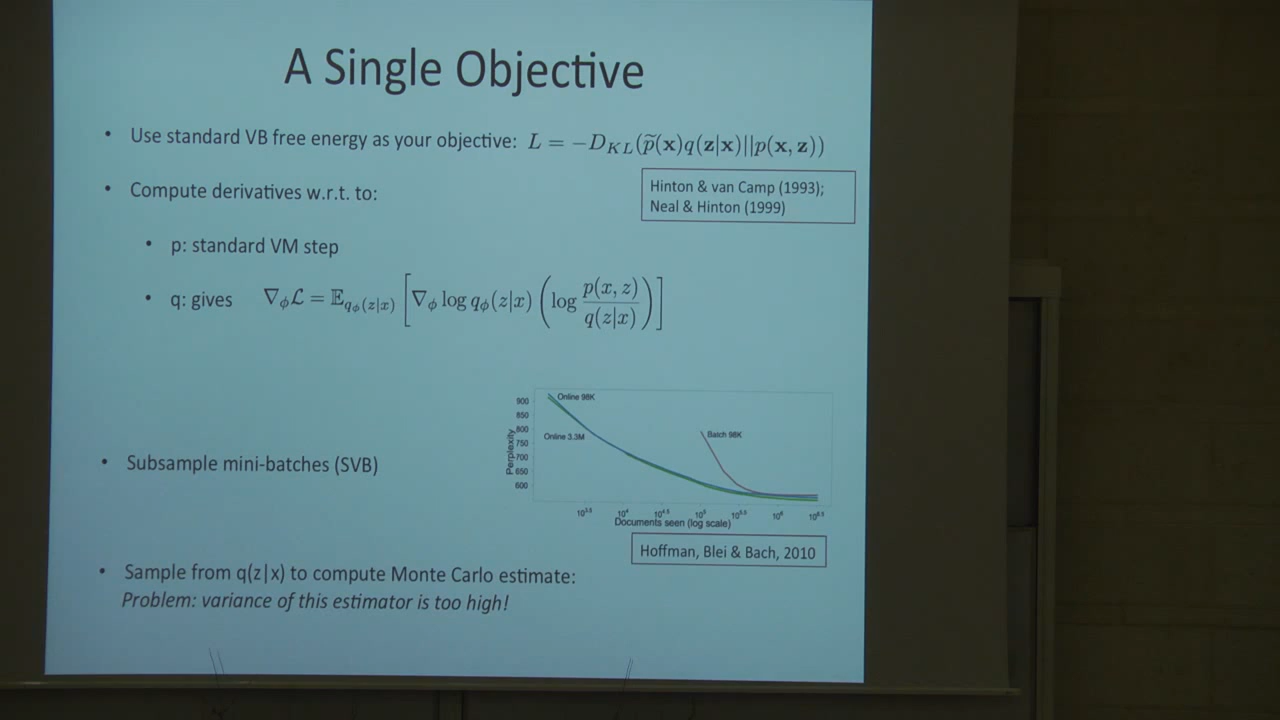 A Single Objective
• Use standard VB free energy as your objective: L = −D_{KL}(p̃(x)q(z|x)||p(x, z))
Hinton & van Camp (1993);
Neal & Hinton (1999)
• Compute derivatives w.r.t. to:
• p: standard VM step
• q: gives ∇_ϕ ℒ = 𝔼_{q_ϕ(z|x)} [∇_ϕ log q_ϕ(z|x) (log p(x, z) / q(z|x))]
900
850
800
750
700
650
600
Perplexity
Online 98K
Online 3.3M
Batch 98K
10^{3.5} 10^4 10^{4.5} 10^5 10^{5.5} 10^6 10^{6.5}
Documents seen (log scale)
• Subsample mini-batches (SVB)
Hoffman, Blei & Bach, 2010
• Sample from q(z|x) to compute Monte Carlo estimate:
Problem: variance of this estimator is too high!